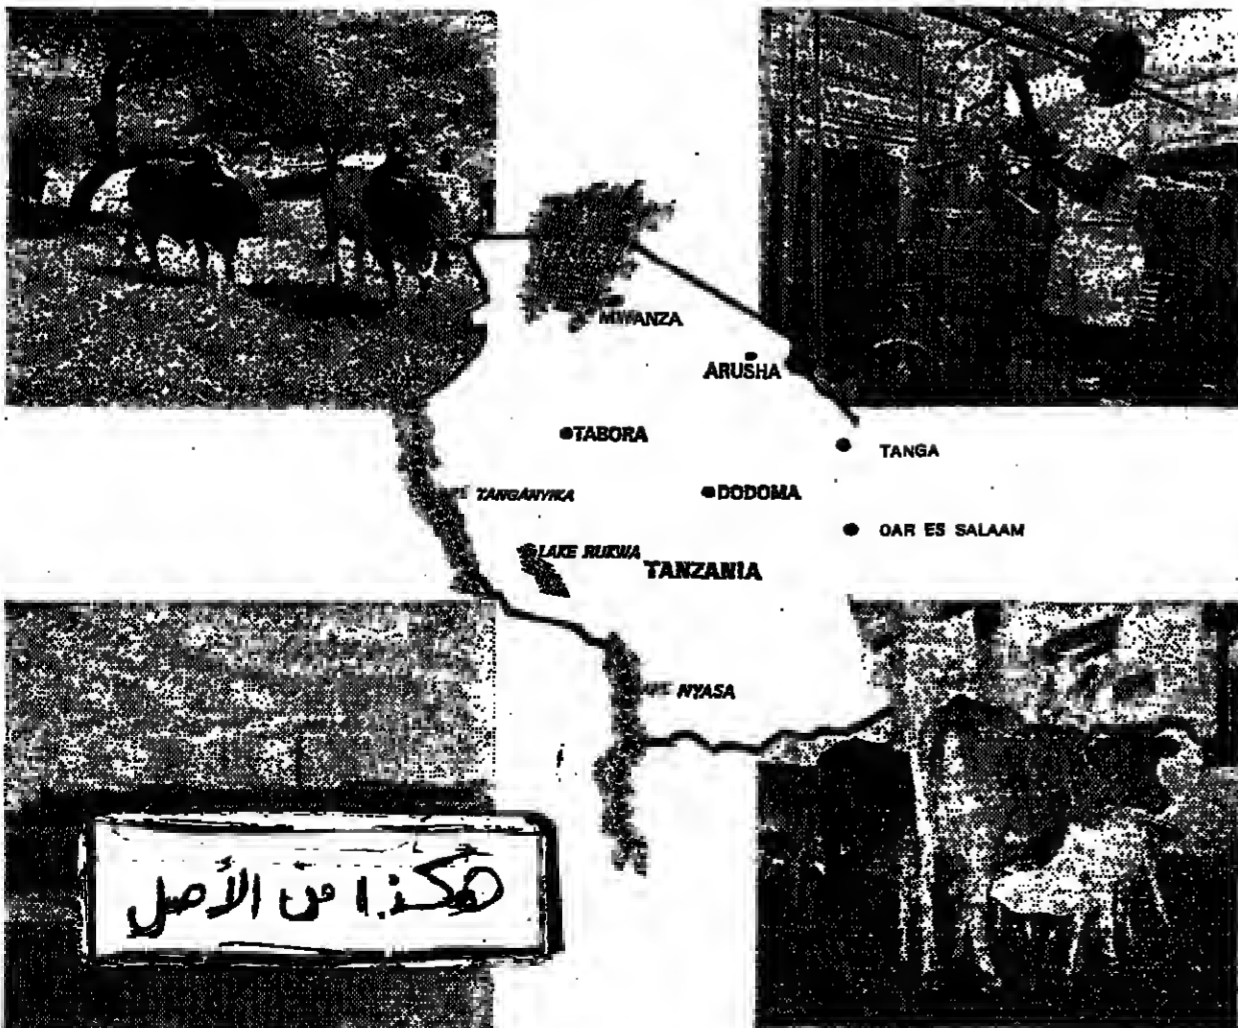 MWANZA
ARUSHA
TABORA
TANGA
TANGANYIKA
DODOMA
OAR ES SALAAM
LAKE RUKWA
TANZANIA
NYASA
هكذا من الأصل